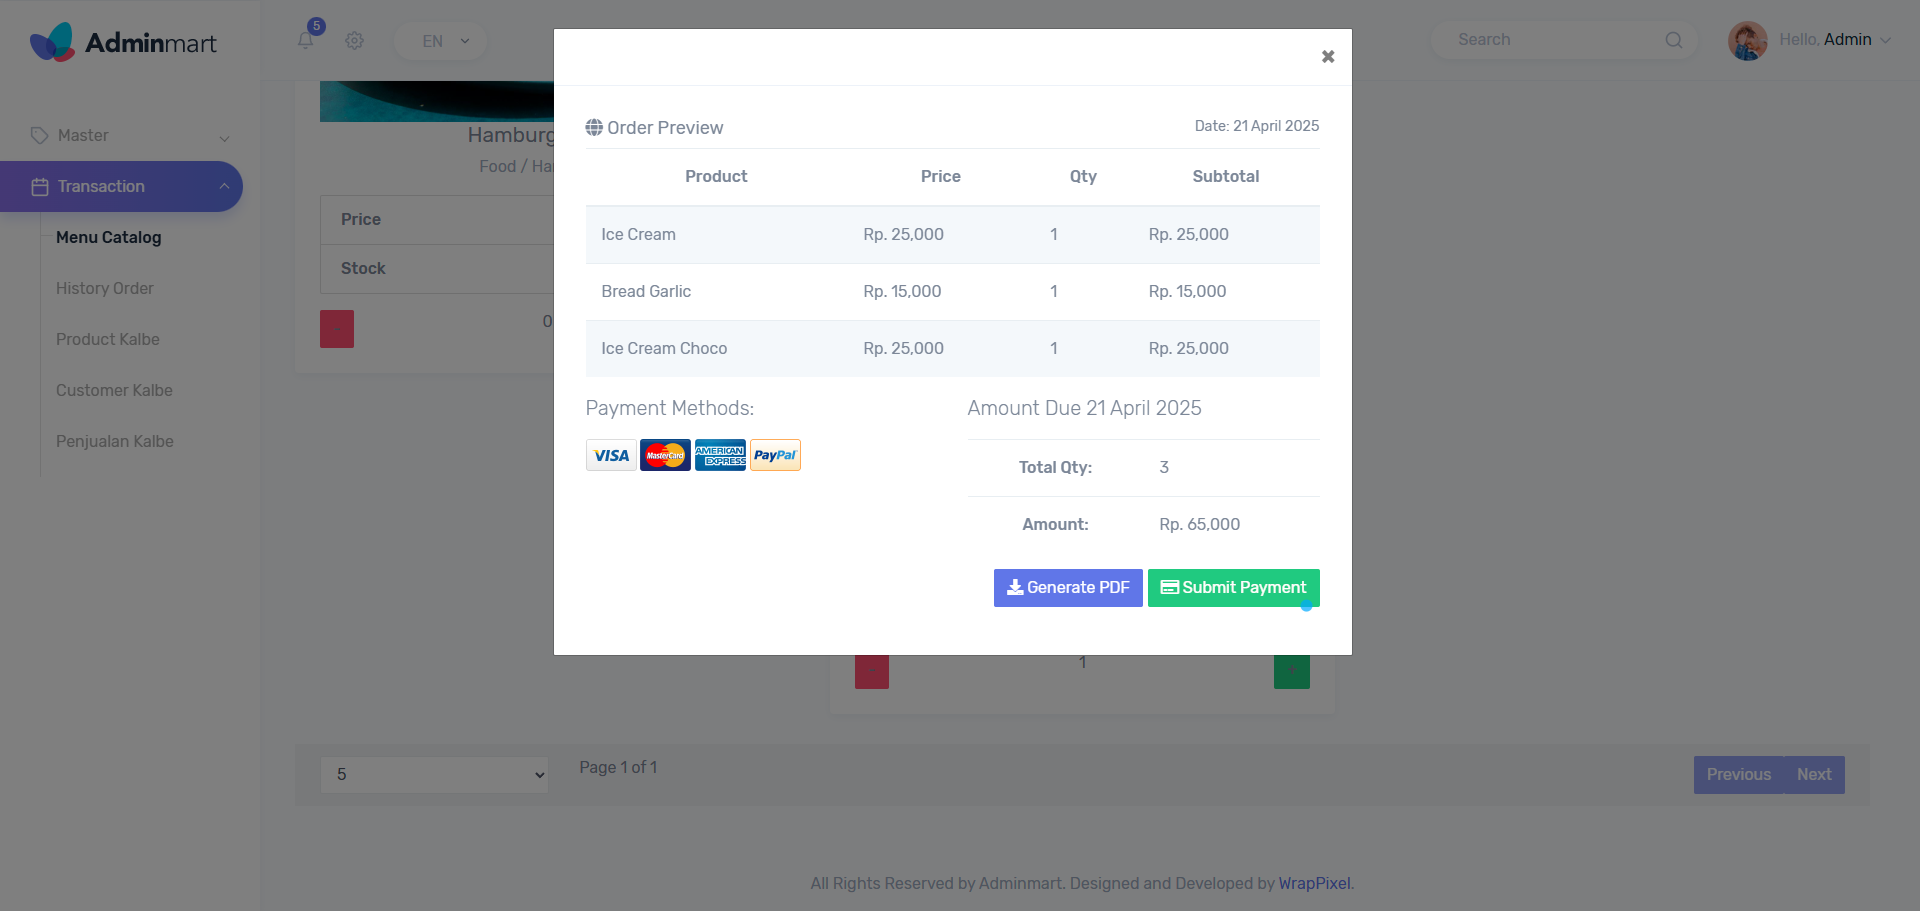 Adminmart
5
EN
Search
Hello, Admin
Master
Transaction
Menu Catalog
History Order
Product Kalbe
Customer Kalbe
Penjualan Kalbe
Hamburg
Food / Ha
Price
Stock
0
Order Preview
Date: 21 April 2025
Product Price Qty Subtotal
Ice Cream Rp. 25,000 1 Rp. 25,000
Bread Garlic Rp. 15,000 1 Rp. 15,000
Ice Cream Choco Rp. 25,000 1 Rp. 25,000
Payment Methods:
VISA MasterCard AMERICAN EXPRESS PayPal
Amount Due 21 April 2025
Total Qty: 3
Amount: Rp. 65,000
Generate PDF Submit Payment
- 1 +
5 Page 1 of 1 Previous Next
All Rights Reserved by Adminmart. Designed and Developed by WrapPixel.